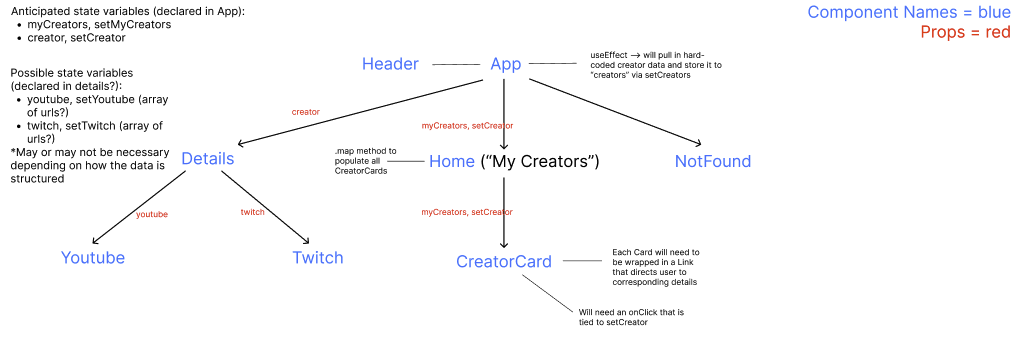 Anticipated state variables (declared in App):
• myCreators, setMyCreators
• creator, setCreator
Component Names = blue
Props = red
Possible state variables
(declared in details?):
• youtube, setYoutube (array
of urls?)
• twitch, setTwitch (array of
urls?)
*May or may not be necessary
depending on how the data is
structured
Header
App
useEffect --> will pull in hard-
coded creator data and store it to
"creators" via setCreators
creator
myCreators, setCreator
Details
.map method to
populate all
CreatorCards
Home ("My Creators")
NotFound
youtube
twitch
myCreators, setCreator
Youtube
Twitch
CreatorCard
Each Card will need to
be wrapped in a Link
that directs user to
corresponding details
Will need an onClick that is
tied to setCreator